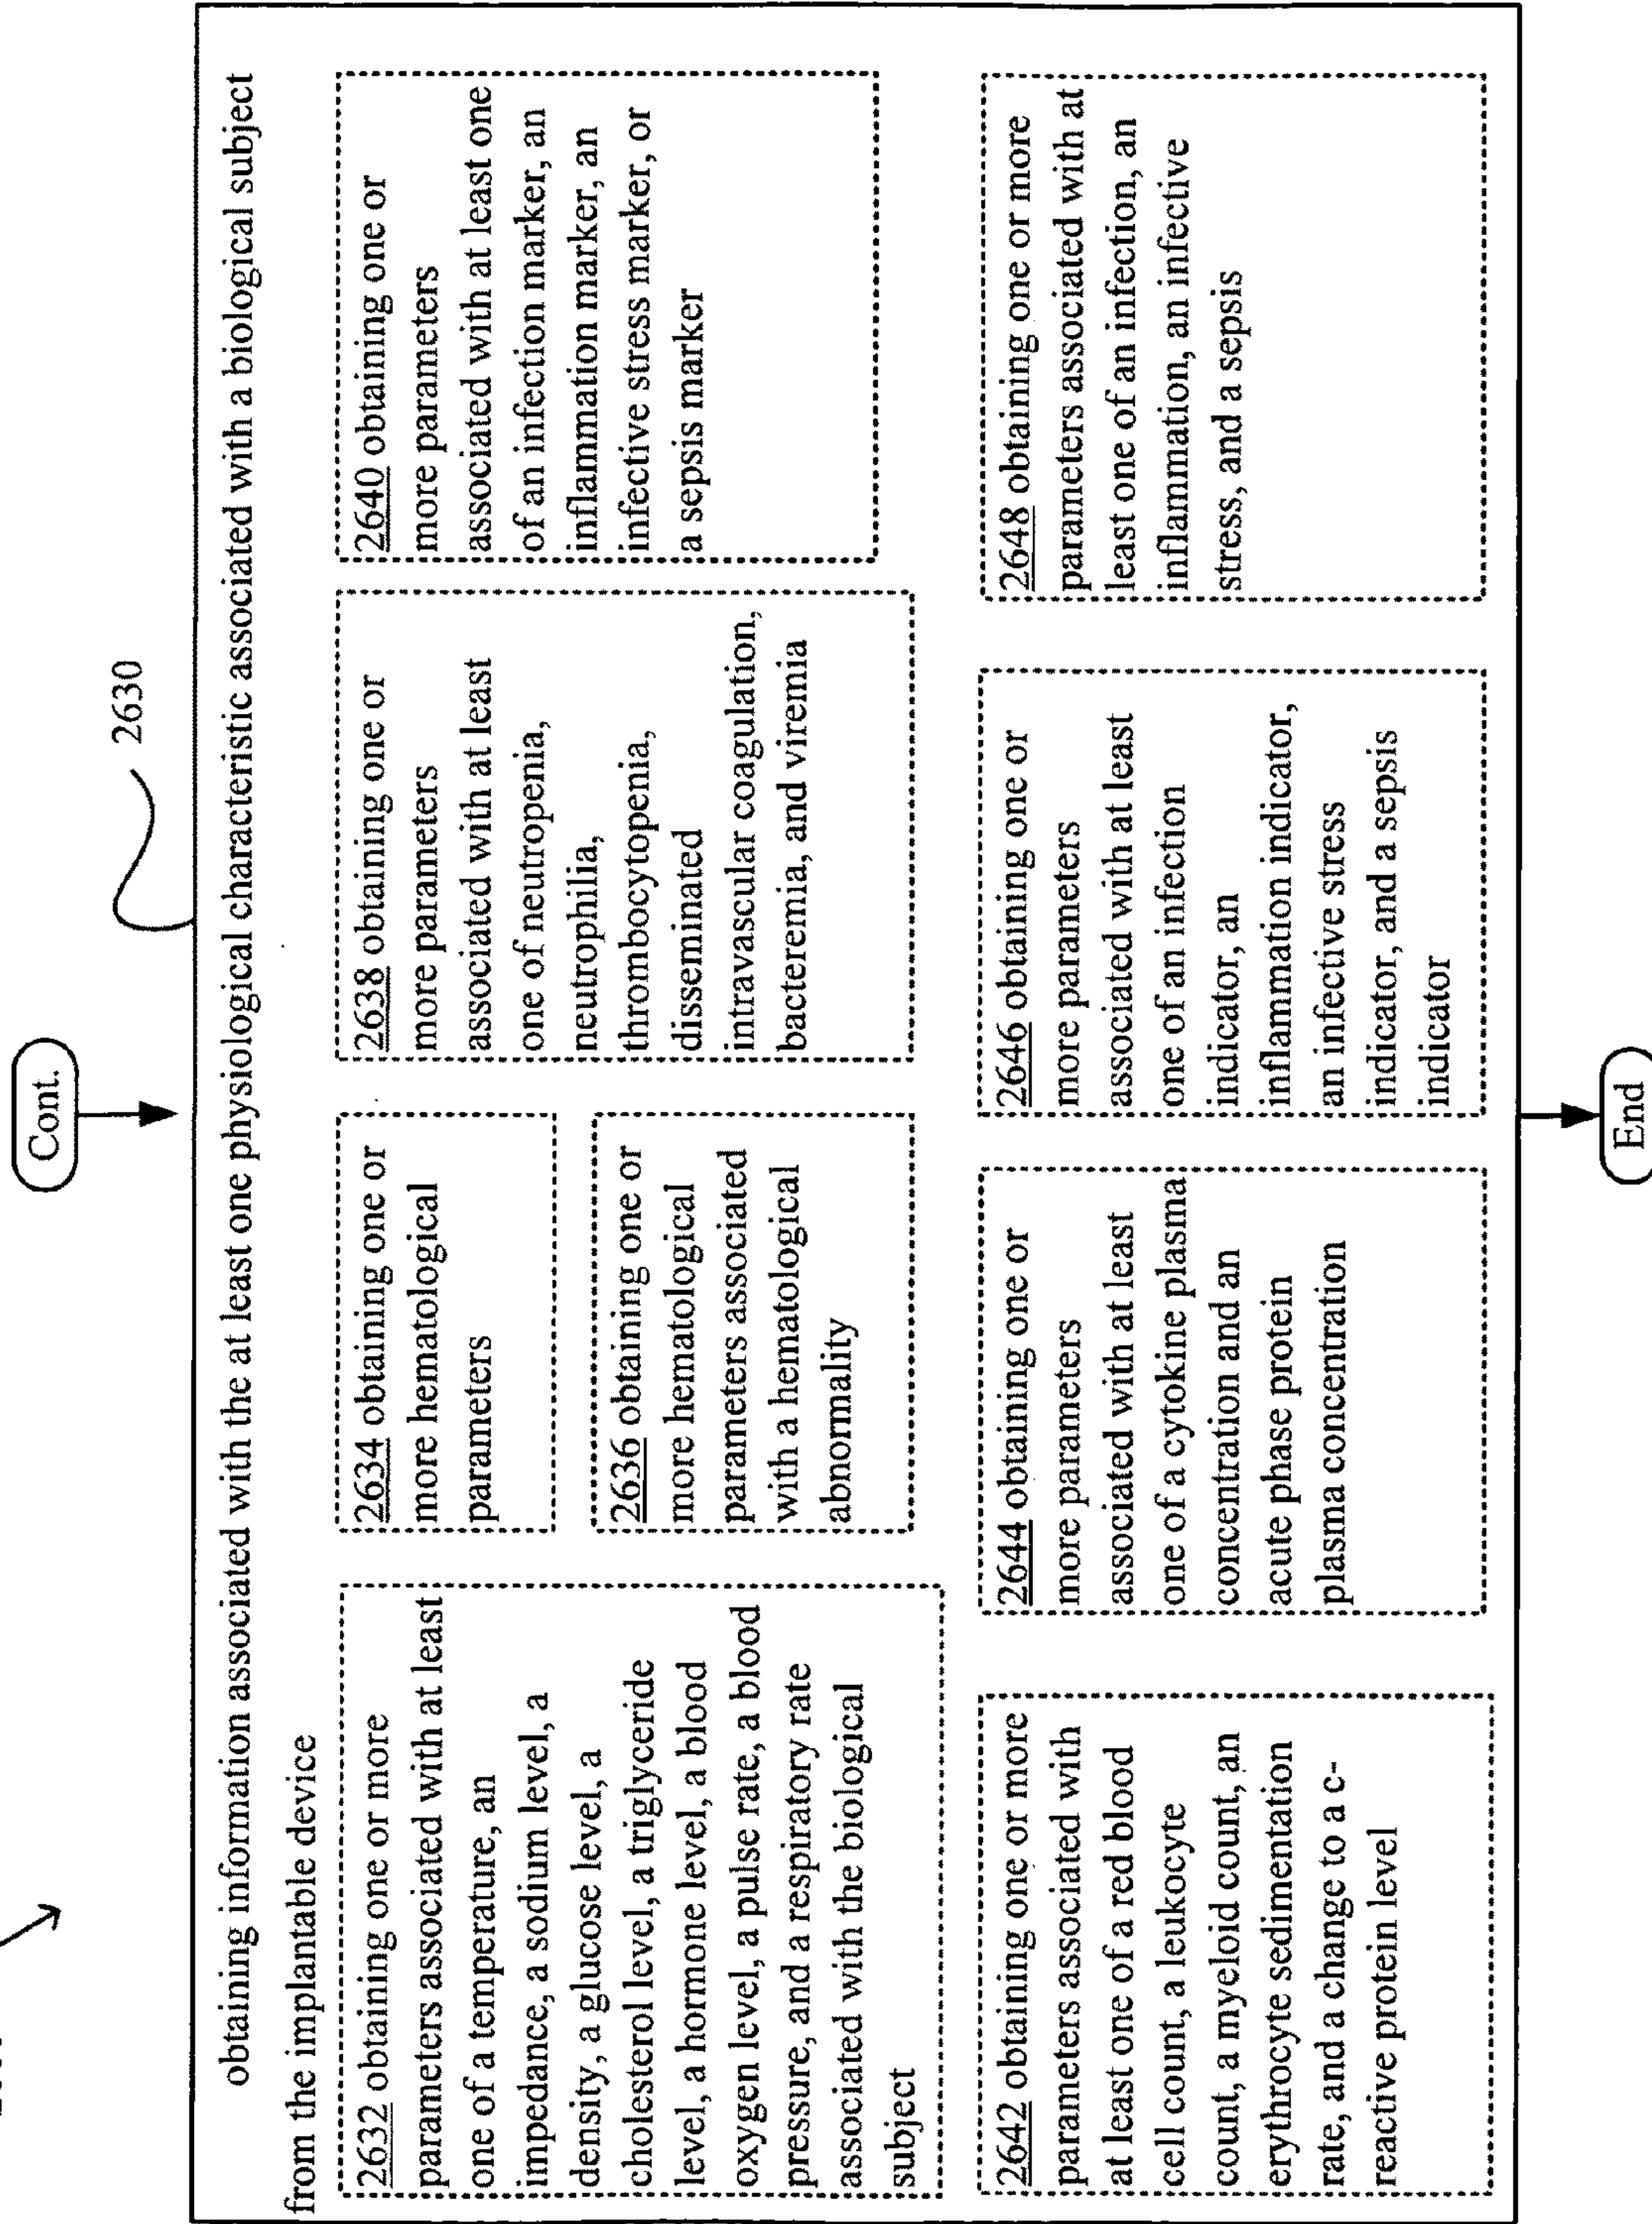 Cont.
2630
obtaining information associated with the at least one physiological characteristic associated with a biological subject
from the implantable device
2632 obtaining one or more
parameters associated with at least
one of a temperature, an
impedance, a sodium level, a
density, a glucose level, a
cholesterol level, a triglyceride
level, a hormone level, a blood
oxygen level, a pulse rate, a blood
pressure, and a respiratory rate
associated with the biological
subject
2634 obtaining one or
more hematological
parameters
2636 obtaining one or
more hematological
parameters associated
with a hematological
abnormality
2638 obtaining one or
more parameters
associated with at least
one of neutropenia,
neutrophilia,
thrombocytopenia,
disseminated
intravascular coagulation,
bacteremia, and viremia
2640 obtaining one or
more parameters
associated with at least one
of an infection marker, an
inflammation marker, an
infective stress marker, or
a sepsis marker
2642 obtaining one or more
parameters associated with
at least one of a red blood
cell count, a leukocyte
count, a myeloid count, an
erythrocyte sedimentation
rate, and a change to a c-
reactive protein level
2644 obtaining one or
more parameters
associated with at least
one of a cytokine plasma
concentration and an
acute phase protein
plasma concentration
2646 obtaining one or
more parameters
associated with at least
one of an infection
indicator, an
inflammation indicator,
an infective stress
indicator, and a sepsis
indicator
2648 obtaining one or more
parameters associated with at
least one of an infection, an
inflammation, an infective
stress, and a sepsis
End